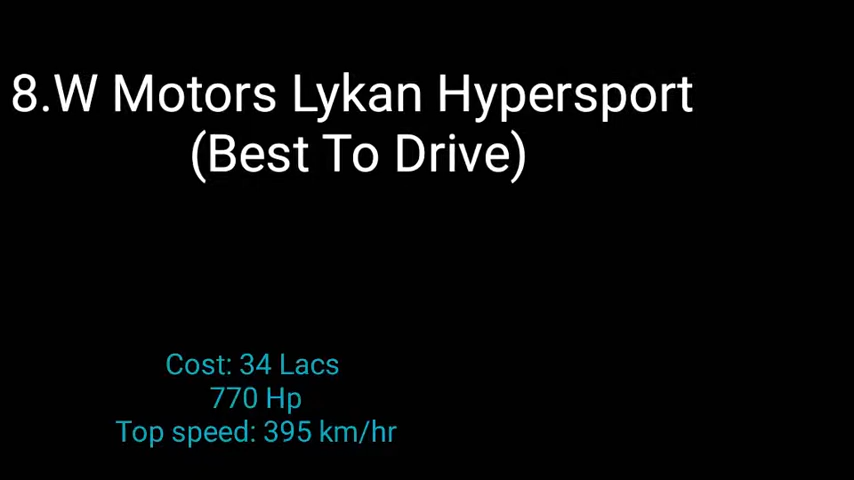 8.W Motors Lykan Hypersport
(Best To Drive)
Cost: 34 Lacs
770 Hp
Top speed: 395 km/hr